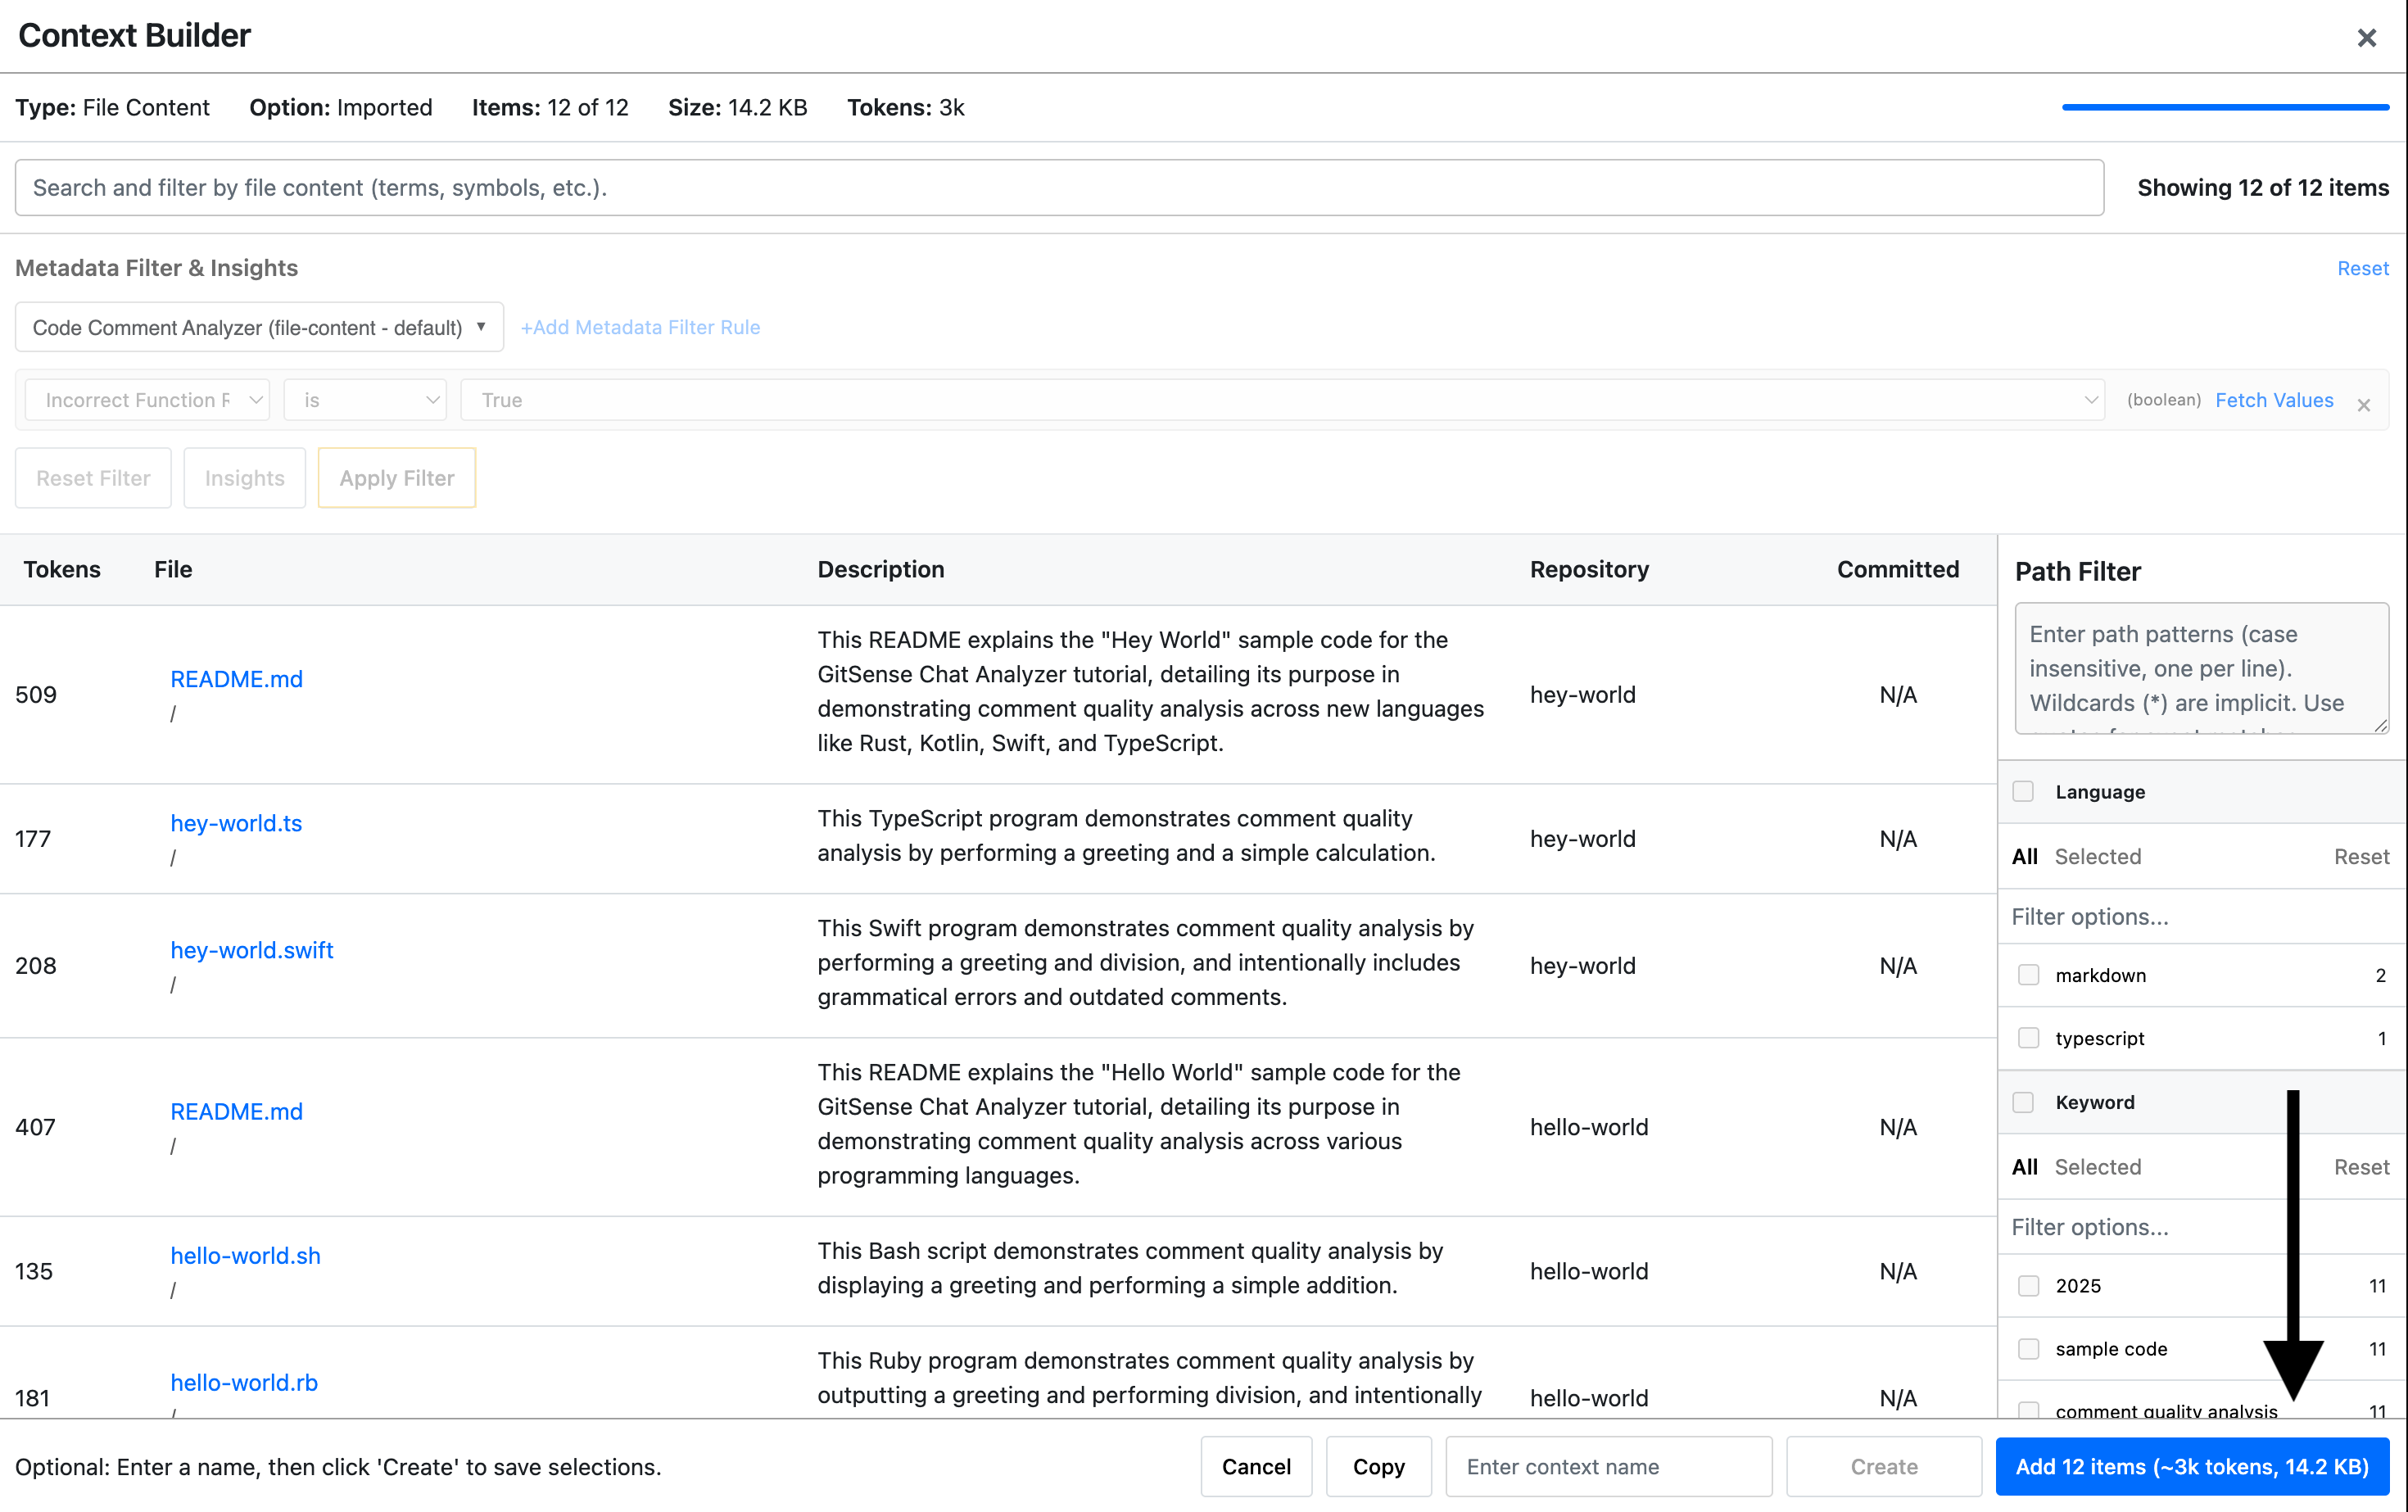 Context Builder
Type: File Content Option: Imported Items: 12 of 12 Size: 14.2 KB Tokens: 3k
Search and filter by file content (terms, symbols, etc.).
Showing 12 of 12 items
Metadata Filter & Insights
Reset
Code Comment Analyzer (file-content - default)
+Add Metadata Filter Rule
Incorrect Function F
is
True
(boolean) Fetch Values
Reset Filter
Insights
Apply Filter
Tokens File Description Repository Committed
509
README.md
/
This README explains the "Hey World" sample code for the
GitSense Chat Analyzer tutorial, detailing its purpose in
demonstrating comment quality analysis across new languages
like Rust, Kotlin, Swift, and TypeScript.
hey-world
N/A
177
hey-world.ts
/
This TypeScript program demonstrates comment quality
analysis by performing a greeting and a simple calculation.
hey-world
N/A
208
hey-world.swift
/
This Swift program demonstrates comment quality analysis by
performing a greeting and division, and intentionally includes
grammatical errors and outdated comments.
hey-world
N/A
407
README.md
/
This README explains the "Hello World" sample code for the
GitSense Chat Analyzer tutorial, detailing its purpose in
demonstrating comment quality analysis across various
programming languages.
hello-world
N/A
135
hello-world.sh
/
This Bash script demonstrates comment quality analysis by
displaying a greeting and performing a simple addition.
hello-world
N/A
181
hello-world.rb
/
This Ruby program demonstrates comment quality analysis by
outputting a greeting and performing division, and intentionally
hello-world
N/A
Path Filter
Enter path patterns (case
insensitive, one per line).
Wildcards (*) are implicit. Use
Language
All Selected Reset
Filter options...
markdown 2
typescript 1
Keyword
All Selected Reset
Filter options...
2025 11
sample code 11
comment quality analysis 11
Optional: Enter a name, then click 'Create' to save selections.
Cancel
Copy
Enter context name
Create
Add 12 items (~3k tokens, 14.2 KB)